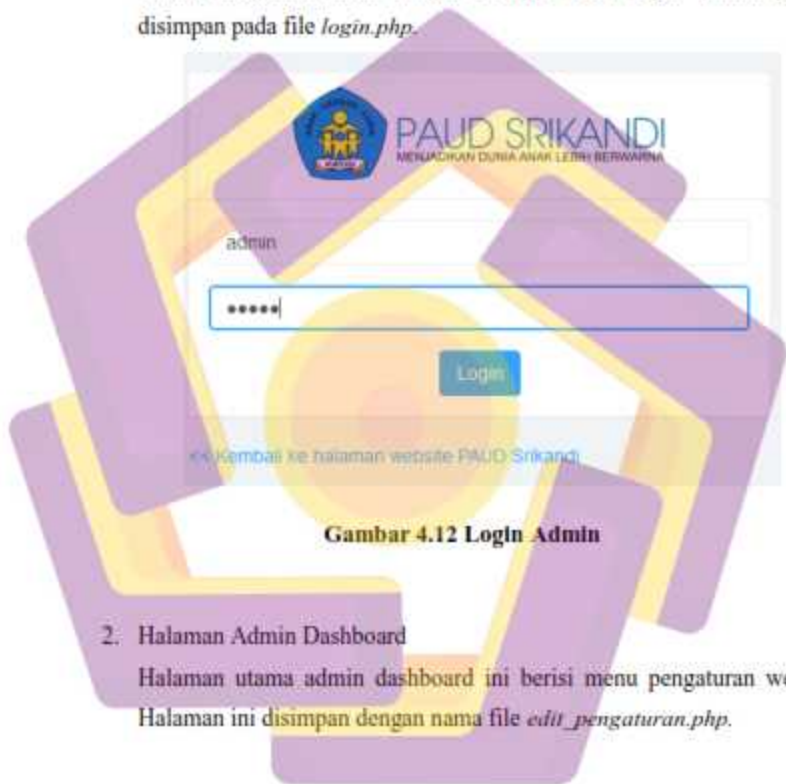 disimpan pada file login.php.
PAUD SRIKANDI
MENJADIKAN DUNIA ANAK LEBIH BERWARNA
admin
•••••
Login
<< Kembali ke halaman website PAUD Srikandi
Gambar 4.12 Login Admin
2. Halaman Admin Dashboard
Halaman utama admin dashboard ini berisi menu pengaturan
Halaman ini disimpan dengan nama file edit_pengaturan.php.